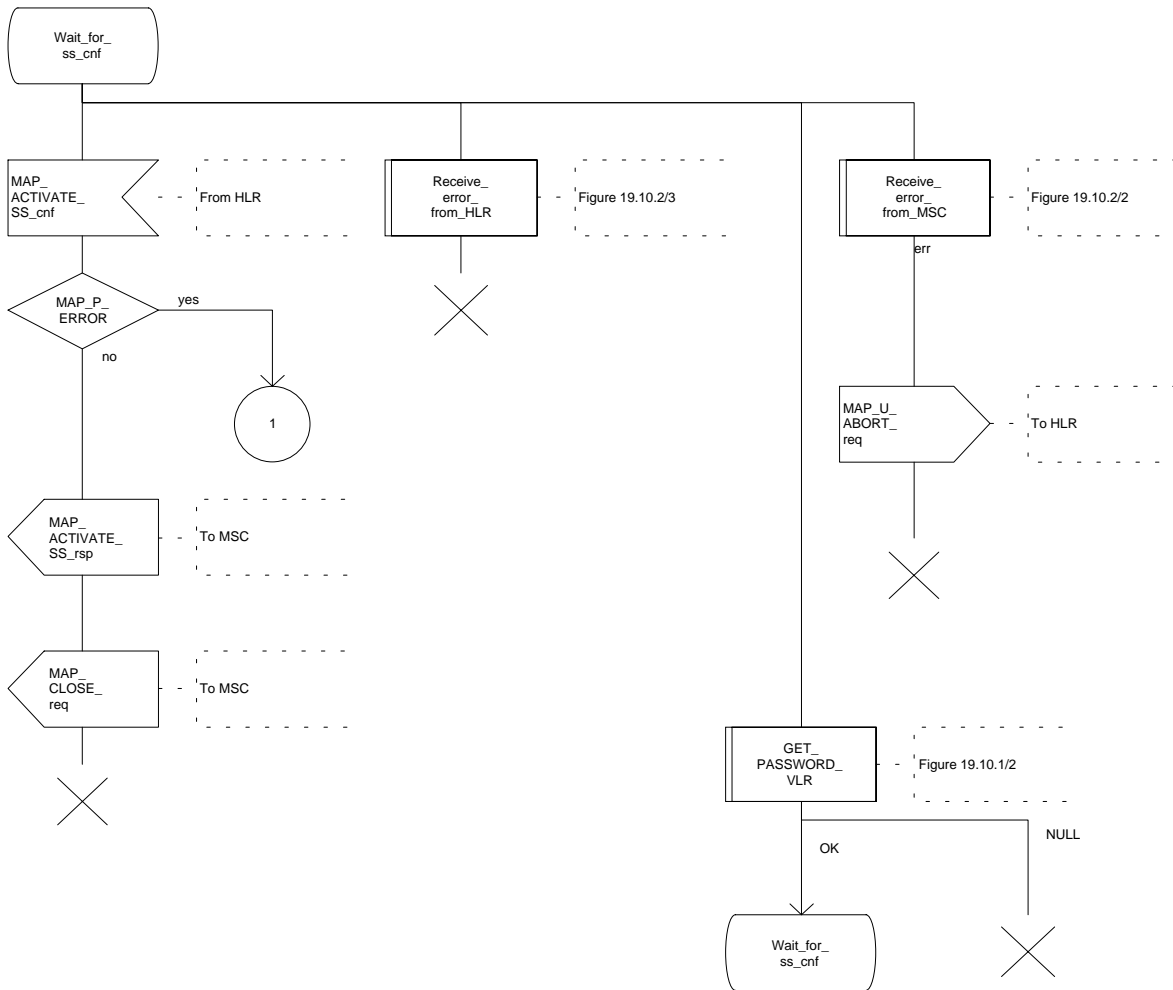 Wait_for_
ss_cnf
MAP_
ACTIVATE_
SS_cnf
From HLR
Receive_
error_
from_HLR
Figure 19.10.2/3
Receive_
error_
from_MSC
Figure 19.10.2/2
err
MAP_P_
ERROR
yes
no
1
MAP_U_
ABORT_
req
To HLR
MAP_
ACTIVATE_
SS_rsp
To MSC
MAP_
CLOSE_
req
To MSC
GET_
PASSWORD_
VLR
Figure 19.10.1/2
OK
NULL
Wait_for_
ss_cnf